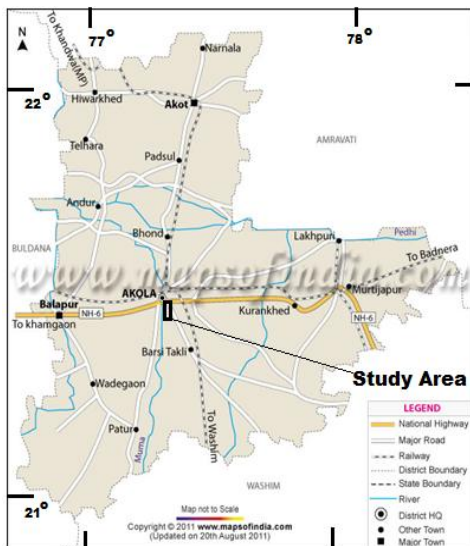 77°
78°
N
To Khandwa(MP)
22°
Narnala
Hiwarkhed
Akot
Telhara
AMRAVATI
Padsul
Andur
Bhond
Lakhpuri
Pedhi
BULDANA
To Badnera
www.mapsofindia.com
AKOLA
Murtijapur
Balapur
NH-6
Kurankhed
NH-6
To khamgaon
Barsi Takli
Study Area
Wadegaon
To Washim
LEGEND
National Highway
Major Road
Patur
Murna
Railway
District Boundary
State Boundary
River
WASHIM
District HQ
21°
Map not to Scale
Other Town
Copyright © 2011 www.mapsofindia.com
(Updated on 20th August 2011)
Major Town